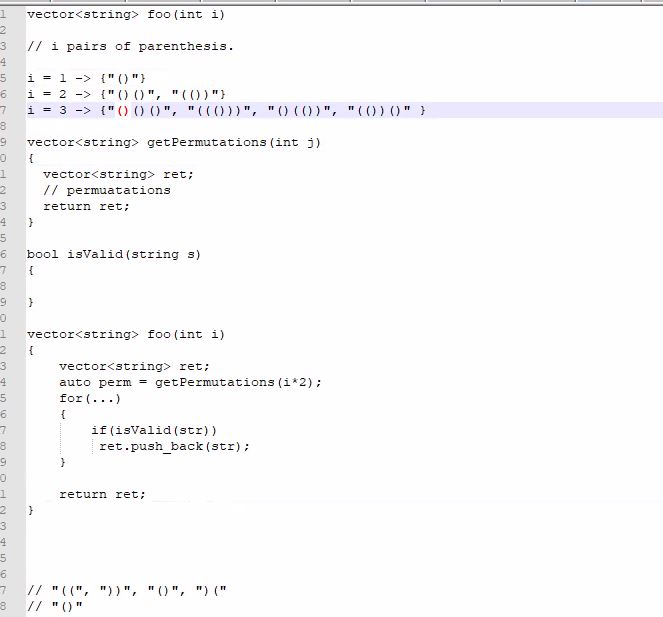 1 vector<string> foo(int i)
2
3 // i pairs of parenthesis.
4
5 i = 1 -> {"()"}
6 i = 2 -> {"()()", "(())"}
7 i = 3 -> {"()()()", "((()))", "()(())", "(())()" }
8
9 vector<string> getPermutations(int j)
0 {
1 vector<string> ret;
2 // permuatations
3 return ret;
4 }
5
6 bool isValid(string s)
7 {
8
9 }
0
1 vector<string> foo(int i)
2 {
3 vector<string> ret;
4 auto perm = getPermutations(i*2);
5 for(...)
6 {
7 if(isValid(str))
8 ret.push_back(str);
9 }
0
1 return ret;
2 }
3
4
5
6
7 // "((", "))", "()", ")("
8 // "()"